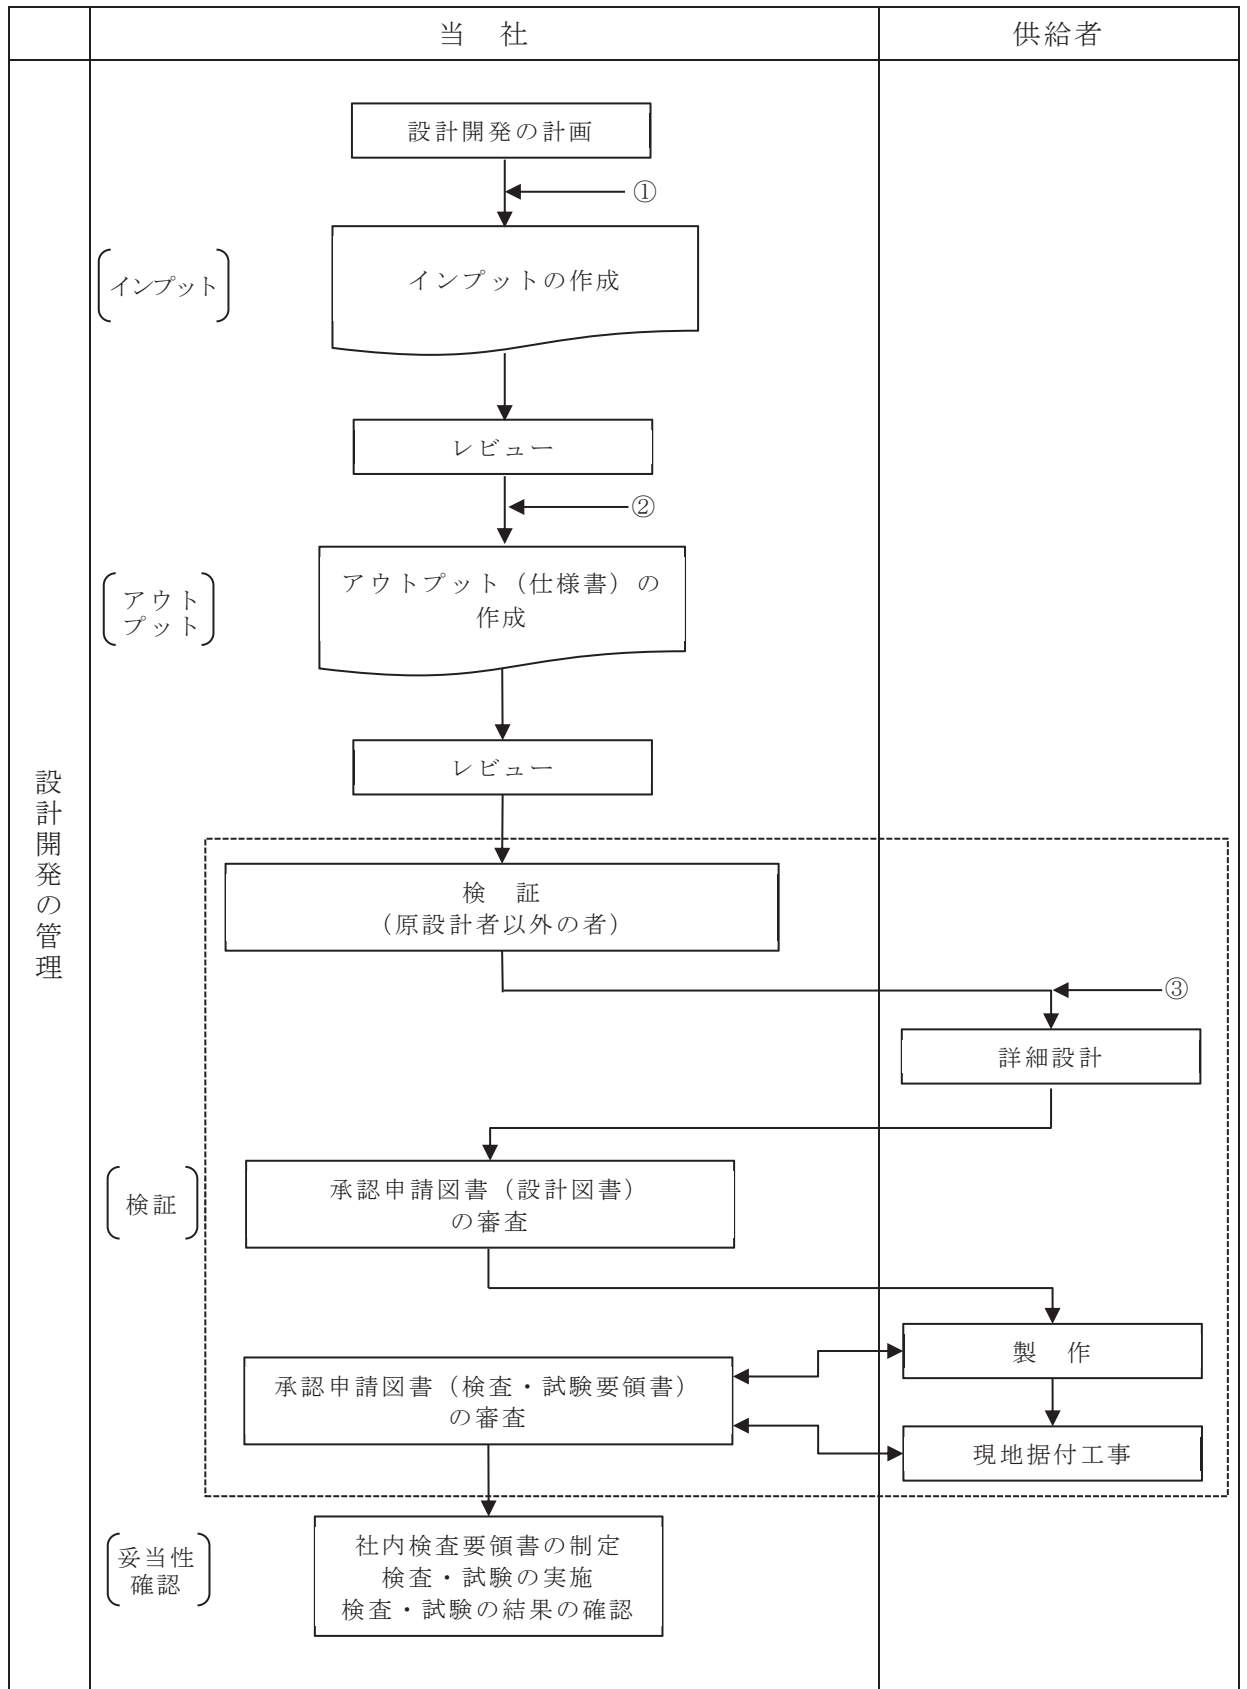 当 社
供給者
設計開発の管理
設計開発の計画
①
インプット
インプットの作成
レビュー
②
アウト
プット
アウトプット（仕様書）の
作成
レビュー
検 証
（原設計者以外の者）
③
詳細設計
検証
承認申請図書（設計図書）
の審査
製 作
承認申請図書（検査・試験要領書）
の審査
現地据付工事
妥当性
確認
社内検査要領書の制定
検査・試験の実施
検査・試験の結果の確認